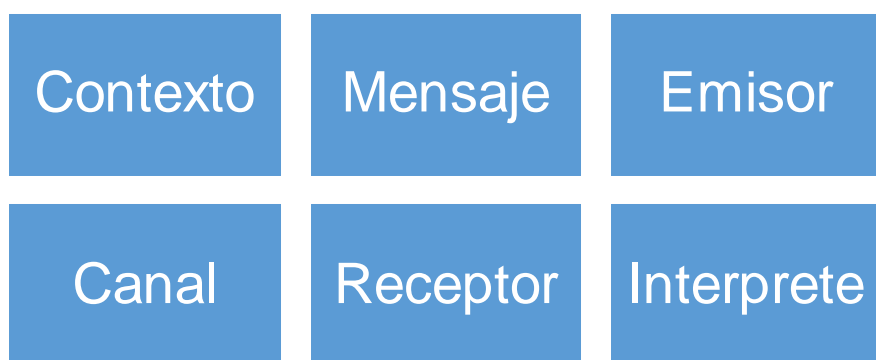 Contexto
Mensaje
Emisor
Canal
Receptor
Interprete